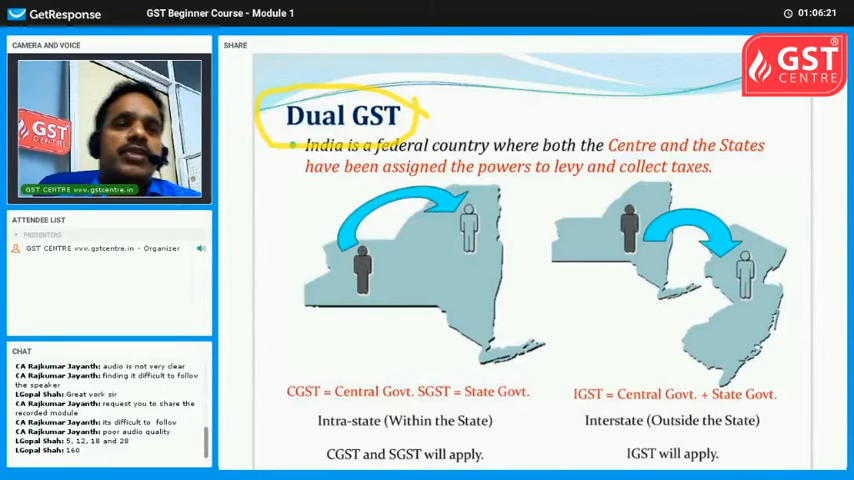 GetResponse
GST Beginner Course - Module 1
01:06:21
CAMERA AND VOICE
GST
CENTRE
GST CENTRE www.gstcentre.in
ATTENDEE LIST
PRESENTERS
GST CENTRE www.gstcentre.in - Organizer
CHAT
CA Rajkumar Jayanth: audio is not very clear
CA Rajkumar Jayanth: finding it difficult to follow
the speaker
LGopal Shah: Great work sir
CA Rajkumar Jayanth: request you to share the
recorded module
CA Rajkumar Jayanth: its difficult to follow
CA Rajkumar Jayanth: poor audio quality
LGopal Shah: 5, 12, 18 and 28
LGopal Shah: 160
SHARE
GST
CENTRE
®
Dual GST
India is a federal country where both the Centre and the States
have been assigned the powers to levy and collect taxes.
CGST = Central Govt. SGST = State Govt.
Intra-state (Within the State)
CGST and SGST will apply.
IGST = Central Govt. + State Govt.
Interstate (Outside the State)
IGST will apply.